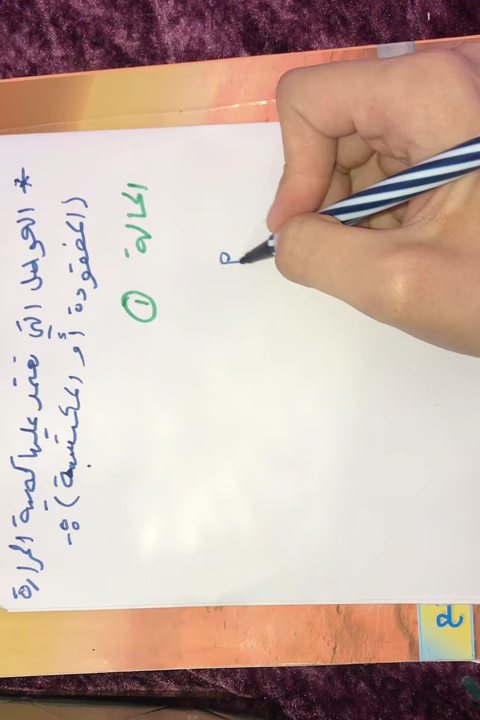 * العوامل التي تعتمد عليها كمية الحرارة
(المفقودة أو المكتسبة) :-
الحالة ①
م